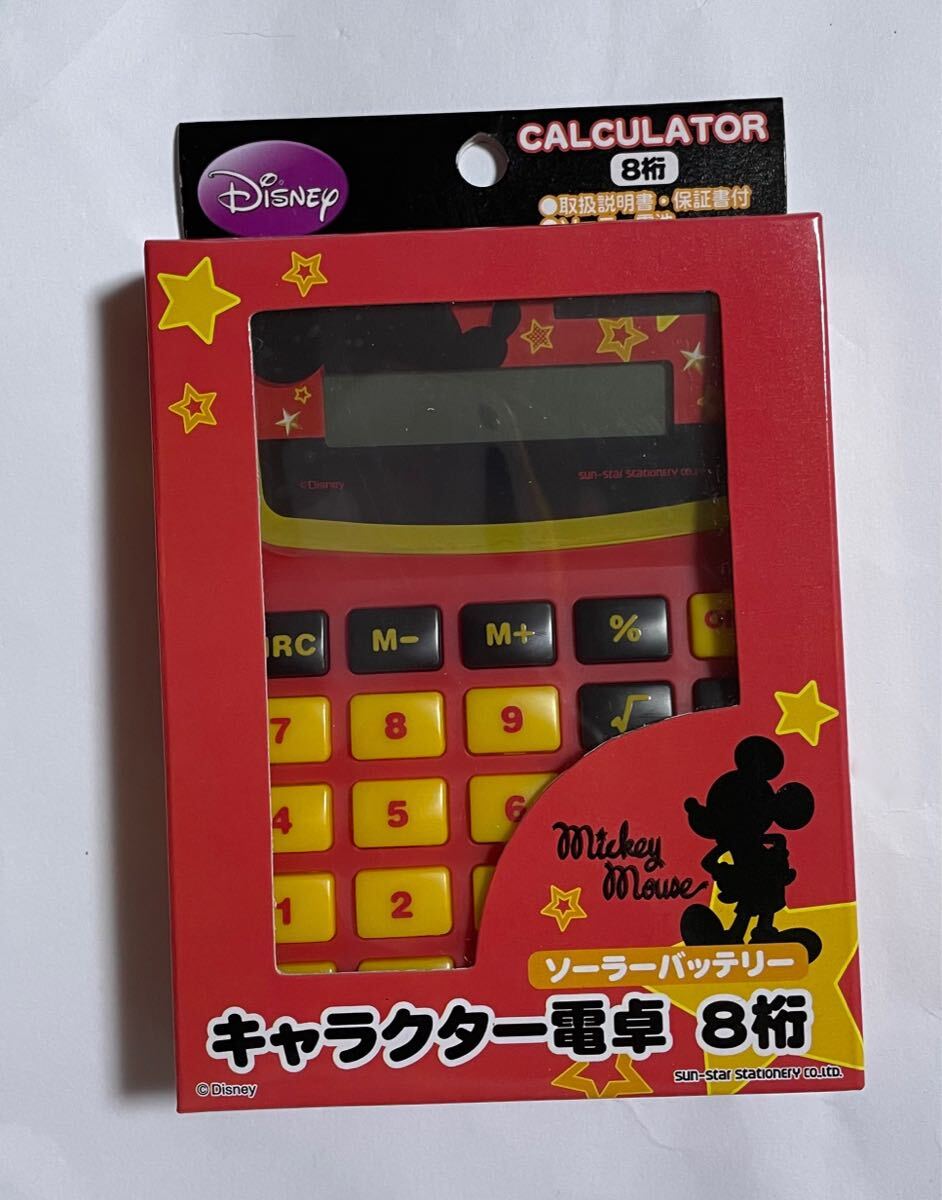 DISNEY
CALCULATOR
8桁
●取扱説明書・保証書付
©Disney
sun-star stationery co.,
RC M− M+ %
7 8 9 √
4 5 6
1 2
Mickey
Mouse
ソーラーバッテリー
キャラクター電卓 8桁
©Disney
sun-star stationery co.,ltd.